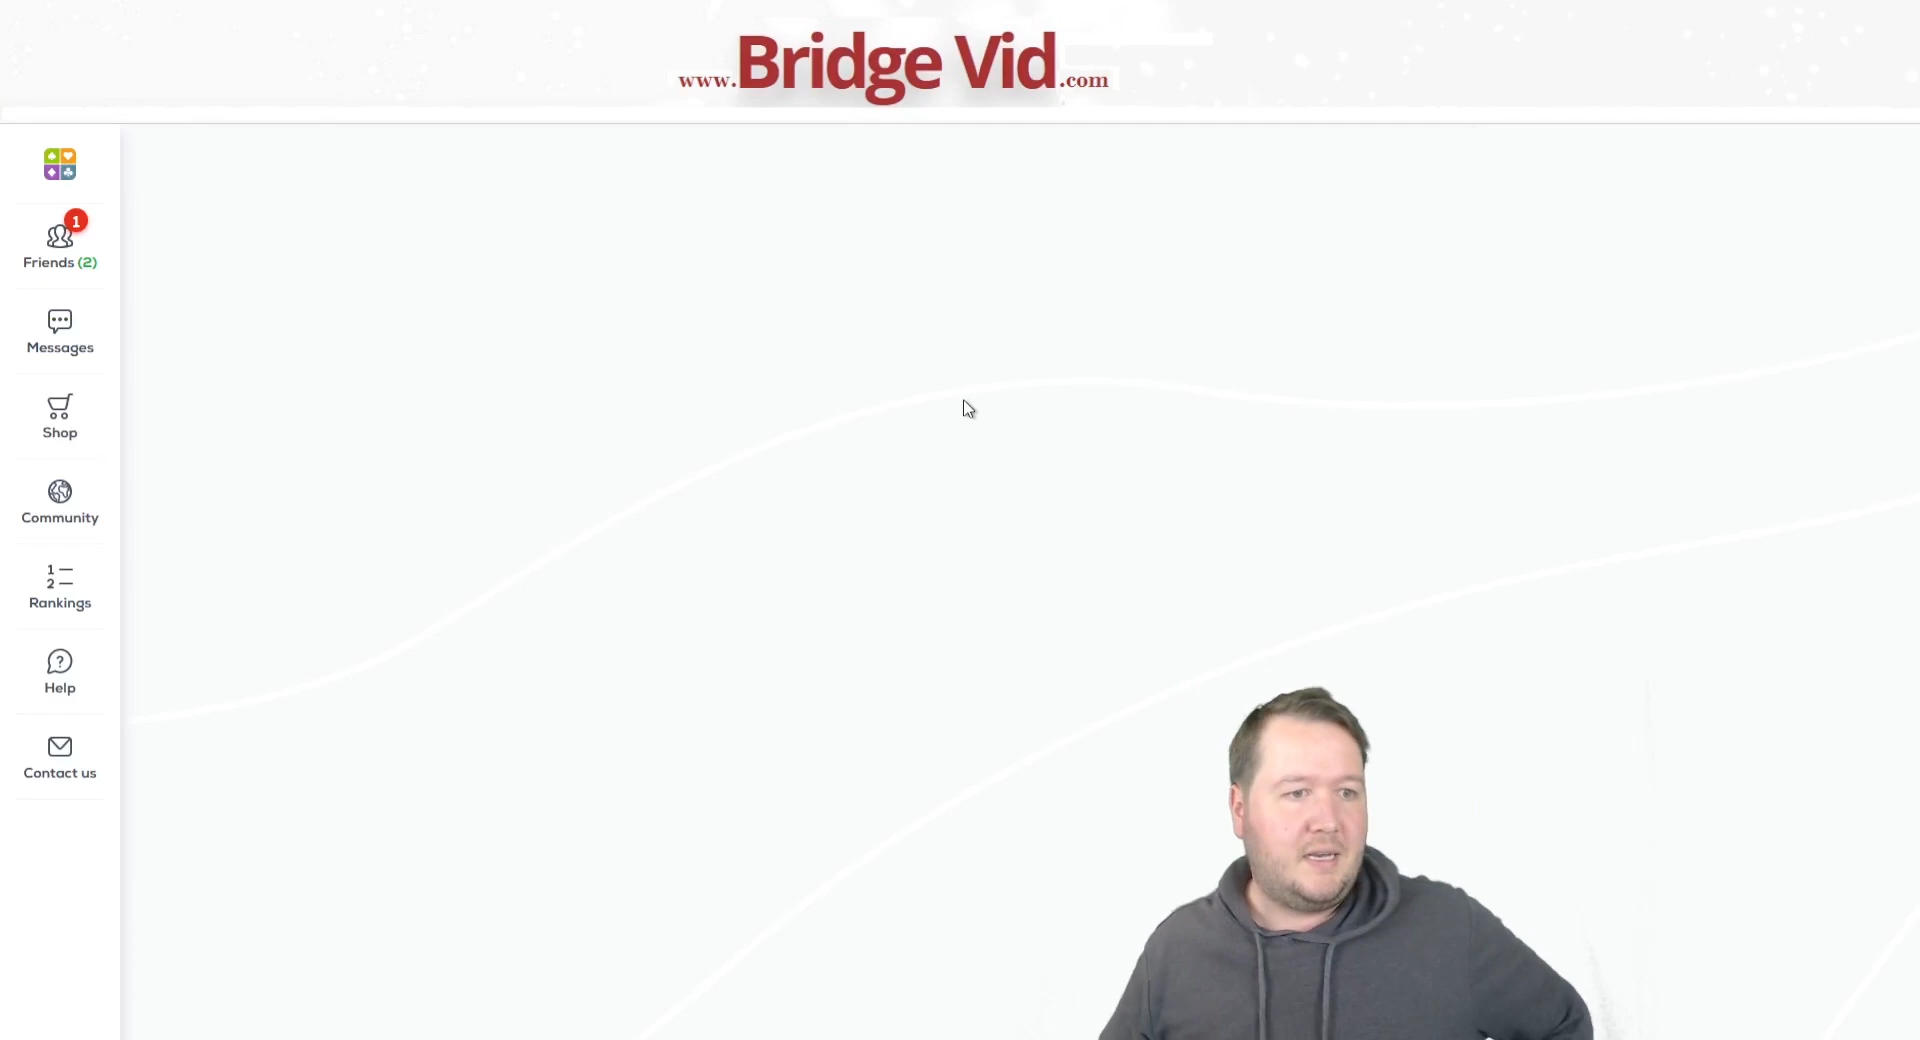 www.Bridge Vid.com
1
Friends (2)
Messages
Shop
Community
1
2
Rankings
?
Help
Contact us